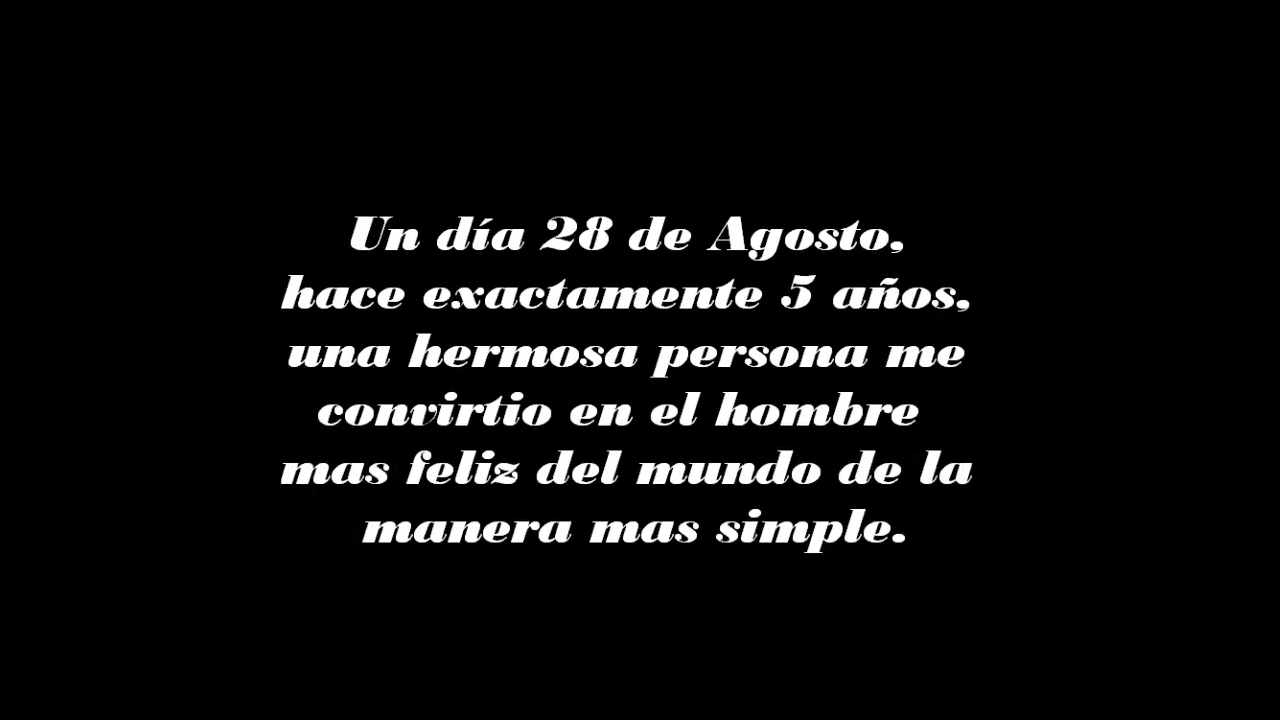 Un día 28 de Agosto,
hace exactamente 5 años,
una hermosa persona me
convirtio en el hombre
mas feliz del mundo de la
manera mas simple.